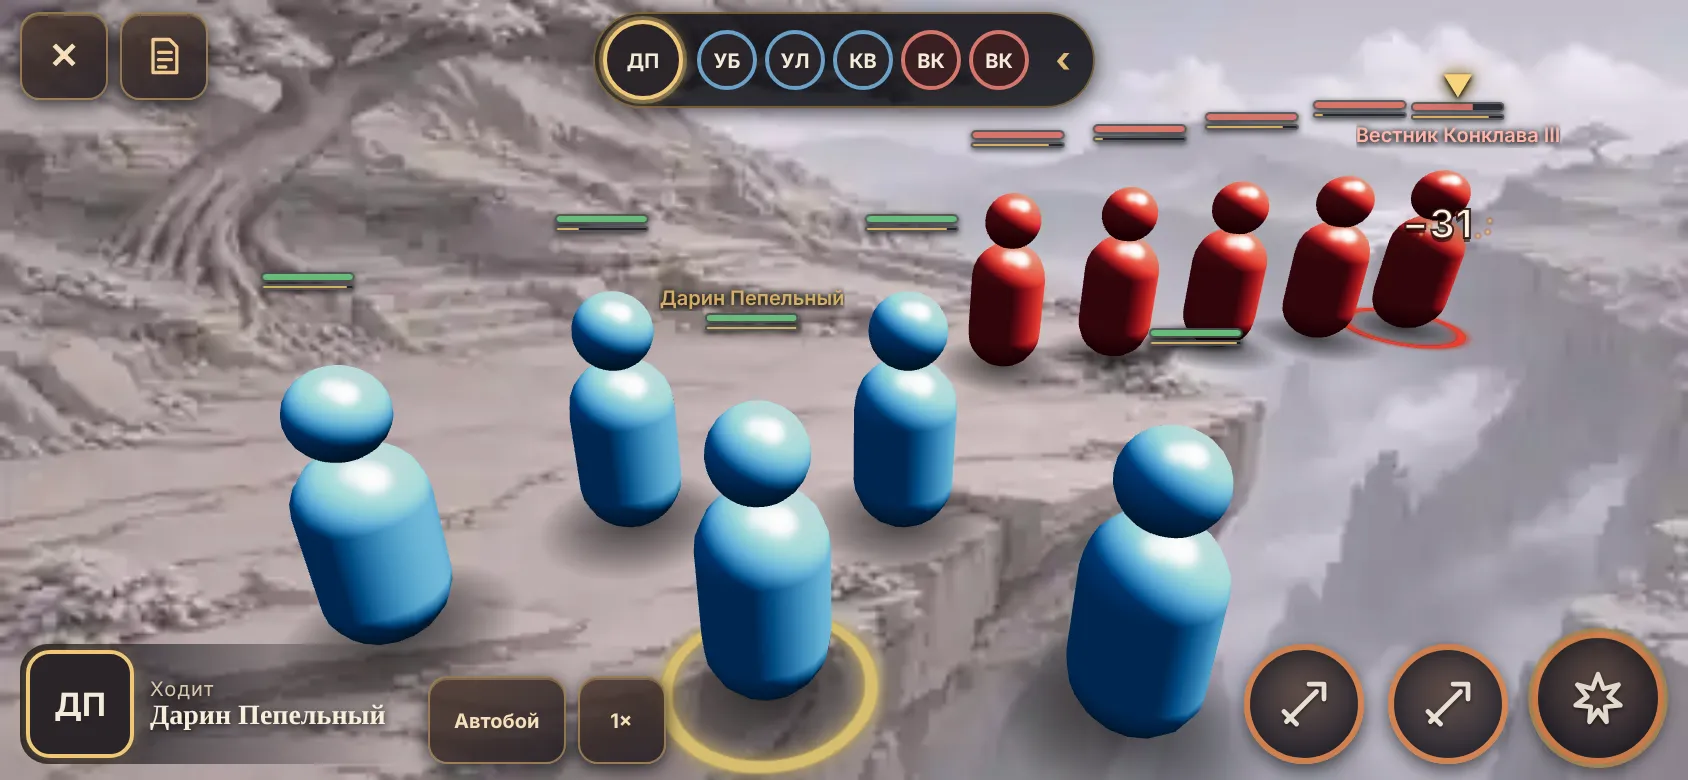 ДП УБ УЛ КВ ВК ВК
Вестник Конклава III
-31
Дарин Пепельный
ДП
Ходит
Дарин Пепельный
Автобой
1×